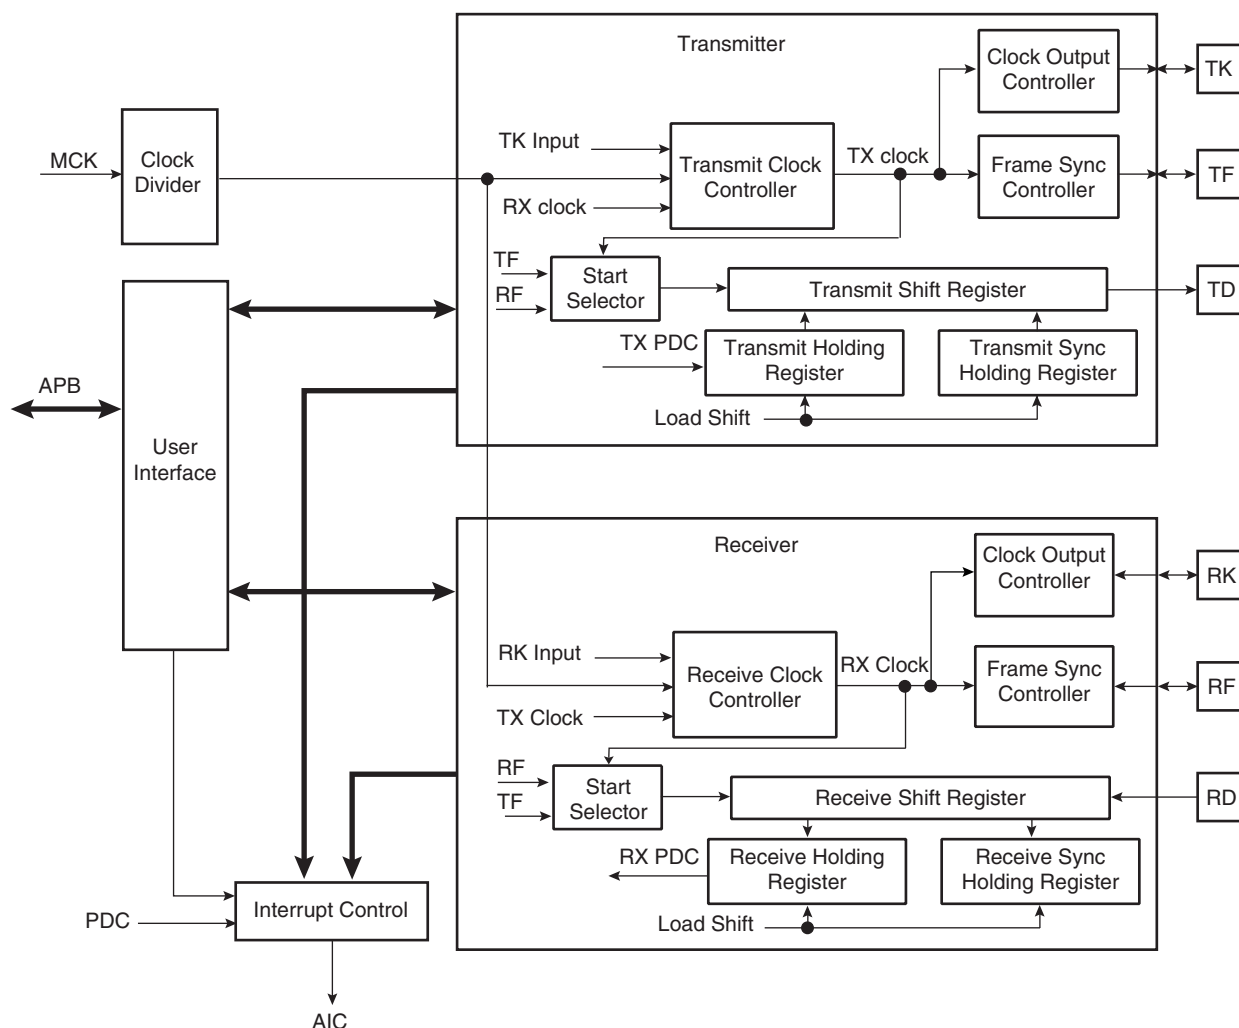 Transmitter
Clock Output
Controller
TK
MCK
Clock
Divider
TK Input
Transmit Clock
Controller
TX clock
Frame Sync
Controller
TF
RX clock
TF
RF
Start
Selector
Transmit Shift Register
TD
TX PDC
Transmit Holding
Register
Transmit Sync
Holding Register
Load Shift
APB
User
Interface
Receiver
Clock Output
Controller
RK
RK Input
Receive Clock
Controller
RX Clock
Frame Sync
Controller
RF
TX Clock
RF
TF
Start
Selector
Receive Shift Register
RD
RX PDC
Receive Holding
Register
Receive Sync
Holding Register
Load Shift
Interrupt Control
PDC
AIC